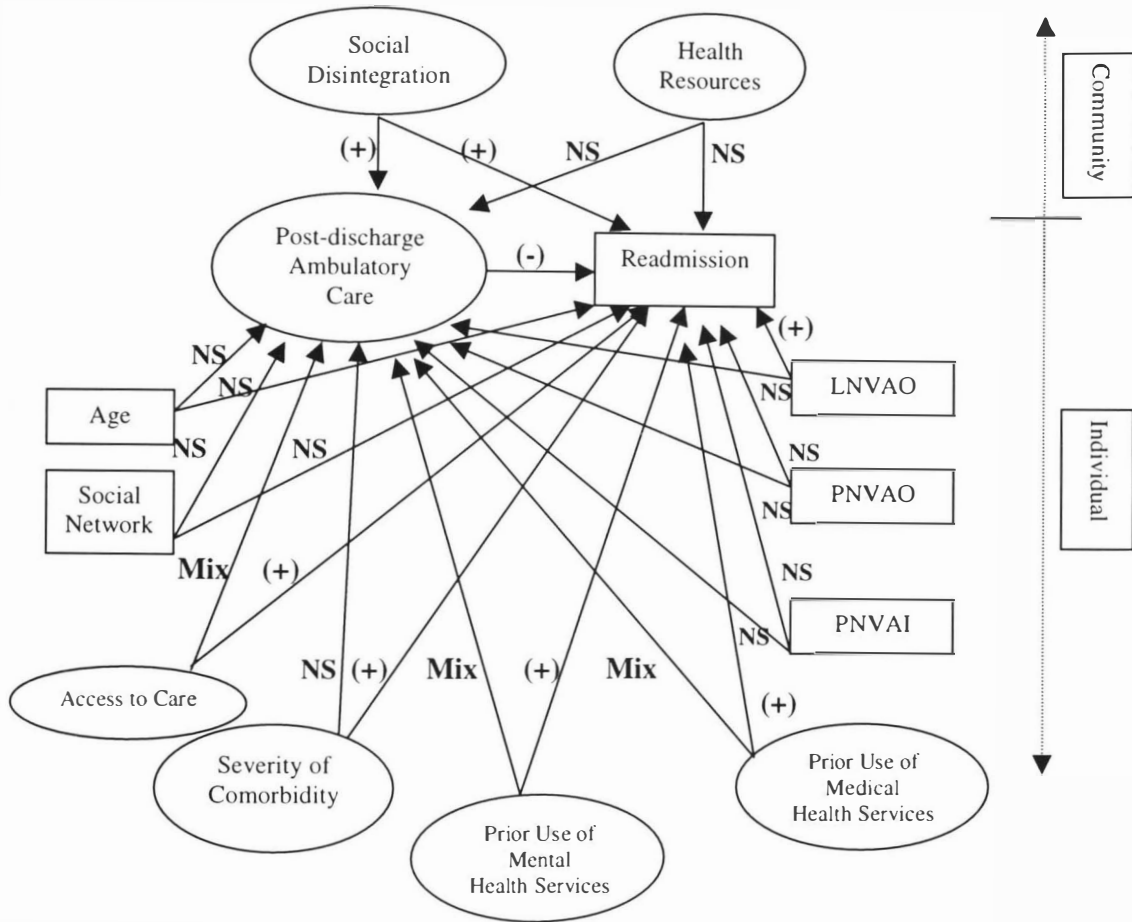 Social
Disintegration
Health
Resources
Community
(+)
(+)
NS
NS
Post-discharge
Ambulatory
Care
(-)
Readmission
(+)
NS
NS
NS
LNVAO
Age
Individual
NS
NS
NS
PNVAO
NS
Social
Network
Mix
(+)
NS
PNVAI
NS
Access to Care
NS
(+)
Mix
(+)
Mix
(+)
Severity of
Comorbidity
Prior Use of
Medical
Health Services
Prior Use of
Mental
Health Services